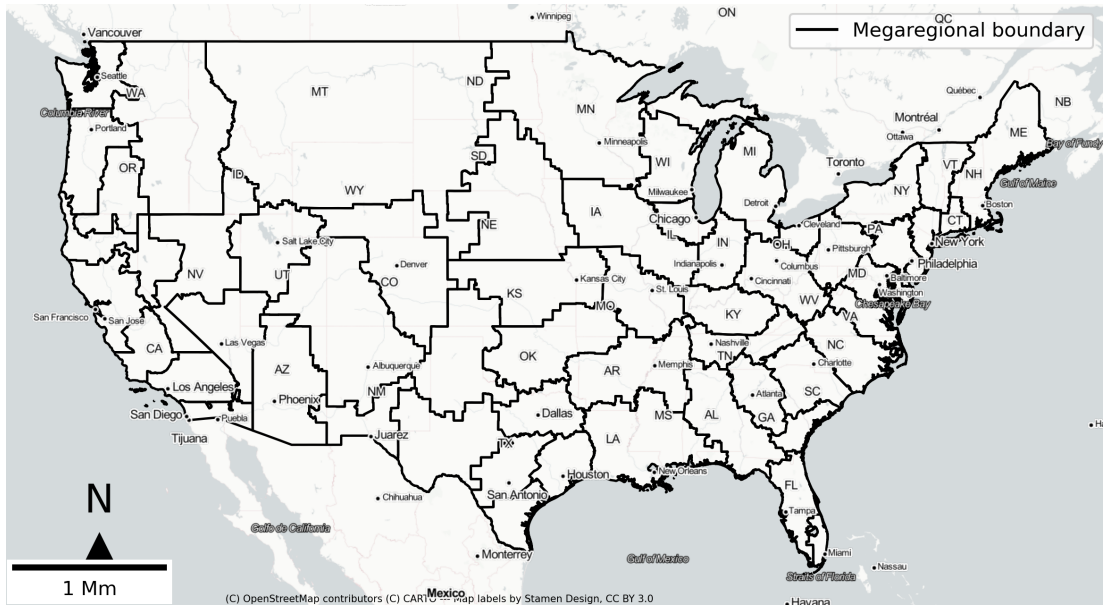 Winnipeg
ON
QC
Megaregional boundary
Vancouver
Seattle
WA
MT
ND
MN
Québec
NB
Columbia River
Portland
Montréal
Ottawa
ME
Bay of Fundy
Minneapolis
OR
ID
SD
WI
MI
Toronto
VT
NH
Gulf of Maine
WY
Milwaukee
Detroit
NY
Boston
NE
IA
Chicago
Cleveland
CT
IL
IN
OH
PA
New York
Salt Lake City
Pittsburgh
Denver
Indianapolis
Columbus
Philadelphia
NV
UT
CO
Kansas City
Cincinnati
MD
Baltimore
KS
St. Louis
Washington
MO
WV
Chesapeake Bay
San Francisco
San Jose
KY
VA
CA
Las Vegas
Nashville
NC
OK
TN
Charlotte
AZ
Albuquerque
AR
Memphis
Los Angeles
NM
SC
Phoenix
Atlanta
San Diego
Puebla
Dallas
MS
AL
GA
Tijuana
Juarez
TX
LA
Ha
Houston
New Orleans
FL
N
Chihuahua
San Antonio
Tampa
Golfo de California
Monterrey
Gulf of Mexico
Miami
Nassau
Straits of Florida
1 Mm
Mexico
Havana
(C) OpenStreetMap contributors (C) CARTO -- Map labels by Stamen Design, CC BY 3.0